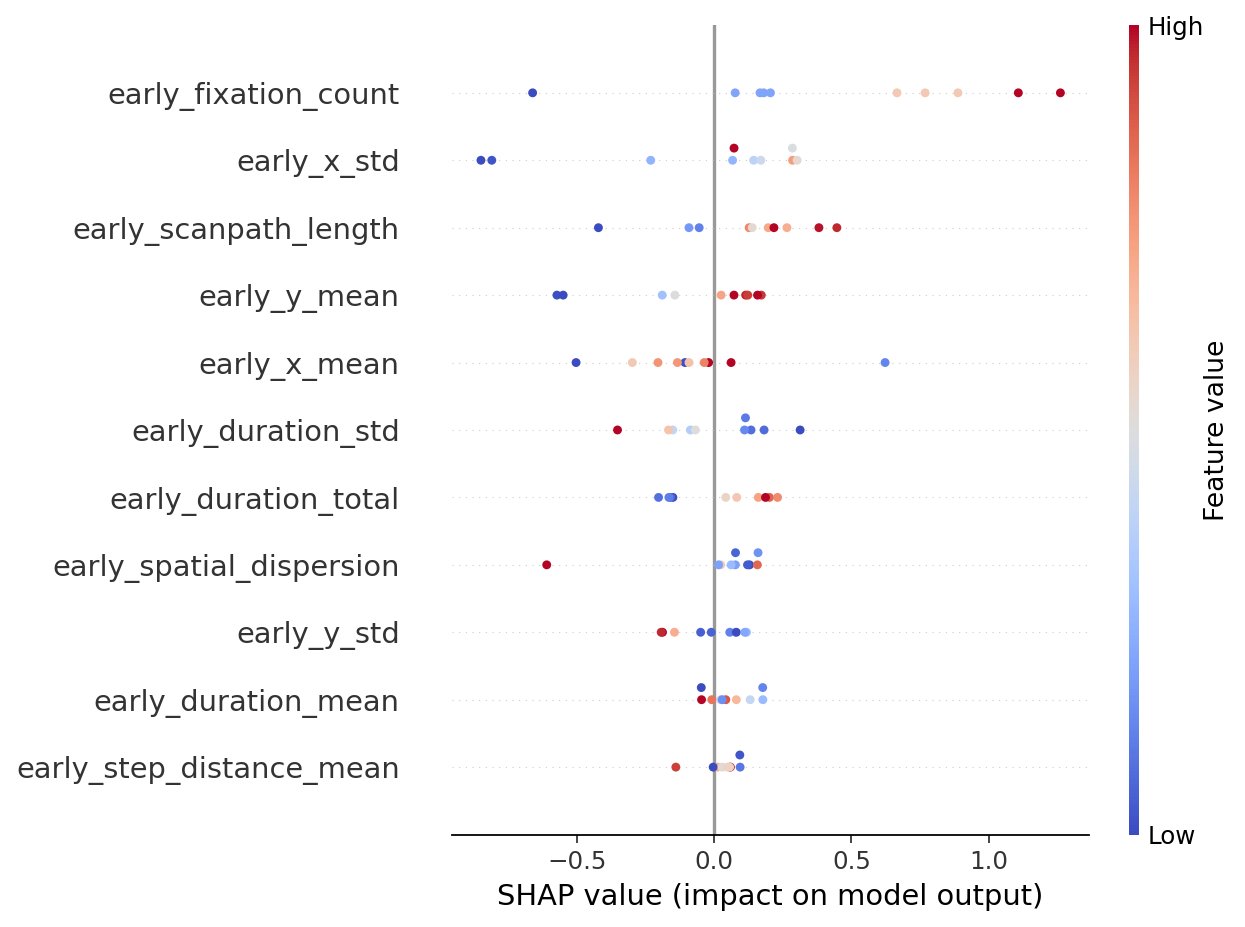 High
early_fixation_count
early_x_std
early_scanpath_length
early_y_mean
early_x_mean
early_duration_std
early_duration_total
early_spatial_dispersion
early_y_std
early_duration_mean
early_step_distance_mean
Feature value
Low
−0.5 0.0 0.5 1.0
SHAP value (impact on model output)